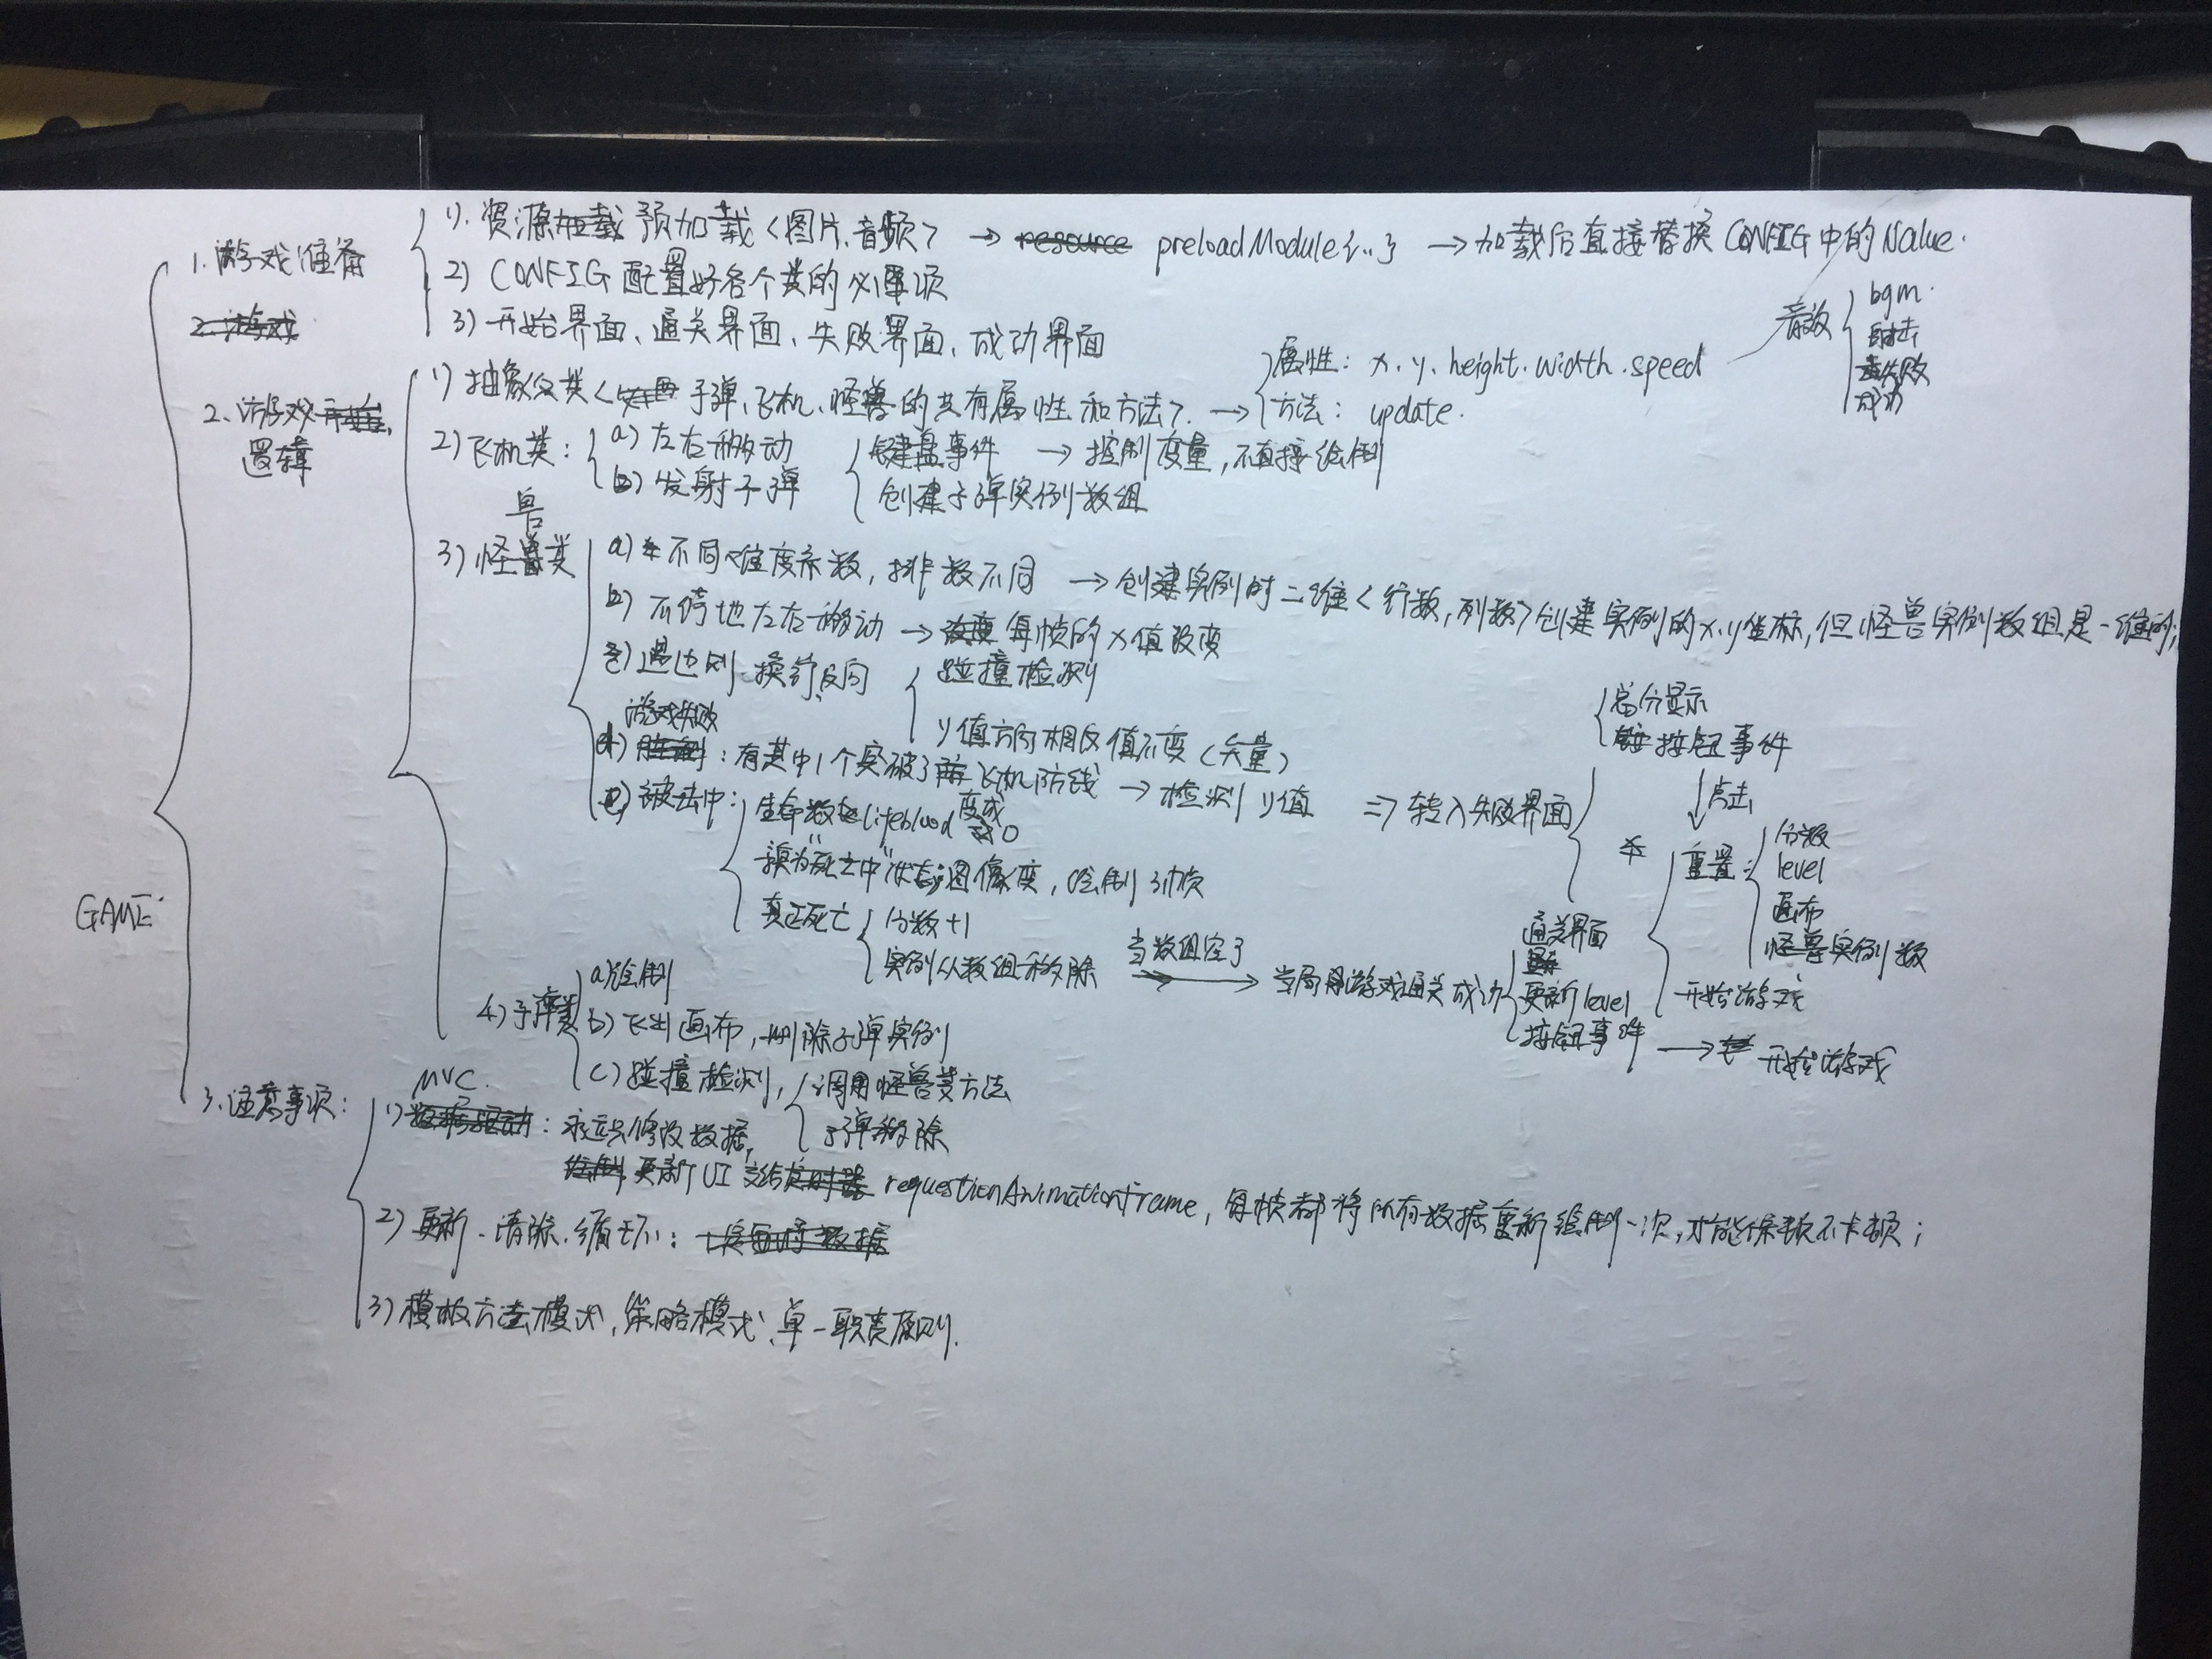 GAME
1. 游戏准备
1). 资源预加载<图片、音频> → preloadModule{..} → 加载后直接替换 CONFIG 中的 Value.
2) CONFIG 配置好各个类的必要项
3) 开始界面、通关界面、失败界面、成功界面
2. 游戏逻辑
1) 抽象父类<子弹、飞机、怪兽的共有属性和方法>. →
属性: x. y. height. width. speed
方法: update.
音效
bgm.
射击
失败
成功
2) 飞机类:
a) 左右移动
b) 发射子弹
键盘事件 → 控制变量, 不直接绘制
创建子弹实例数组
3) 怪兽类
a) 不同难度系数, 排数不同 → 创建实例时二维<行数, 列数>创建实例的x.y坐标, 但怪兽实例数组是一维的;
b) 不停地左右移动 → 每帧的 x 值改变
c) 遇边则换行反向
碰撞检测
y值方向相反值不变 (矢量)
d) 游戏失败: 有其中1个突破了飞机防线 → 检测 y值 ⇒ 转入失败界面
总分显示
按钮事件
↓点击
重置:
分数
level
画布
怪兽实例数
开始游戏
e) 被击中:
生命数 lifeblood 变成 0
换为"死亡中"状态: 图像变, 绘制 3帧
真正死亡
分数 +1
实例从数组移除
当数组空了
→ 当局游戏通关成功
通关界面
更新 level
按钮事件 → 开始游戏
4) 子弹类
a) 绘制
b) 飞出画布, 删除子弹实例
c) 碰撞检测,
调用怪兽类方法
子弹移除
3. 注意事项:
MVC.
1) : 永远只修改数据,
更新 UI 交给 requestionAnimationframe, 每帧都将所有数据重新绘制一次, 才能保证不卡顿;
2) 更新、清除、循环:
3) 模板方法模式, 策略模式、单一职责原则.